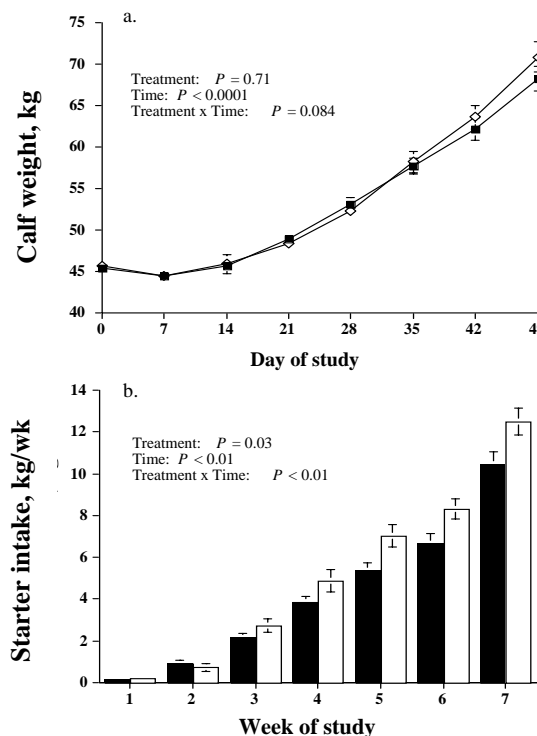 a.
75
70
65
60
55
50
45
40
Treatment: P = 0.71
Time: P < 0.0001
Treatment x Time: P = 0.084
Calf weight, kg
0 7 14 21 28 35 42
Day of study
b.
14
12
10
8
6
4
2
0
Treatment: P = 0.03
Time: P < 0.01
Treatment x Time: P < 0.01
Starter intake, kg/wk
1 2 3 4 5 6 7
Week of study